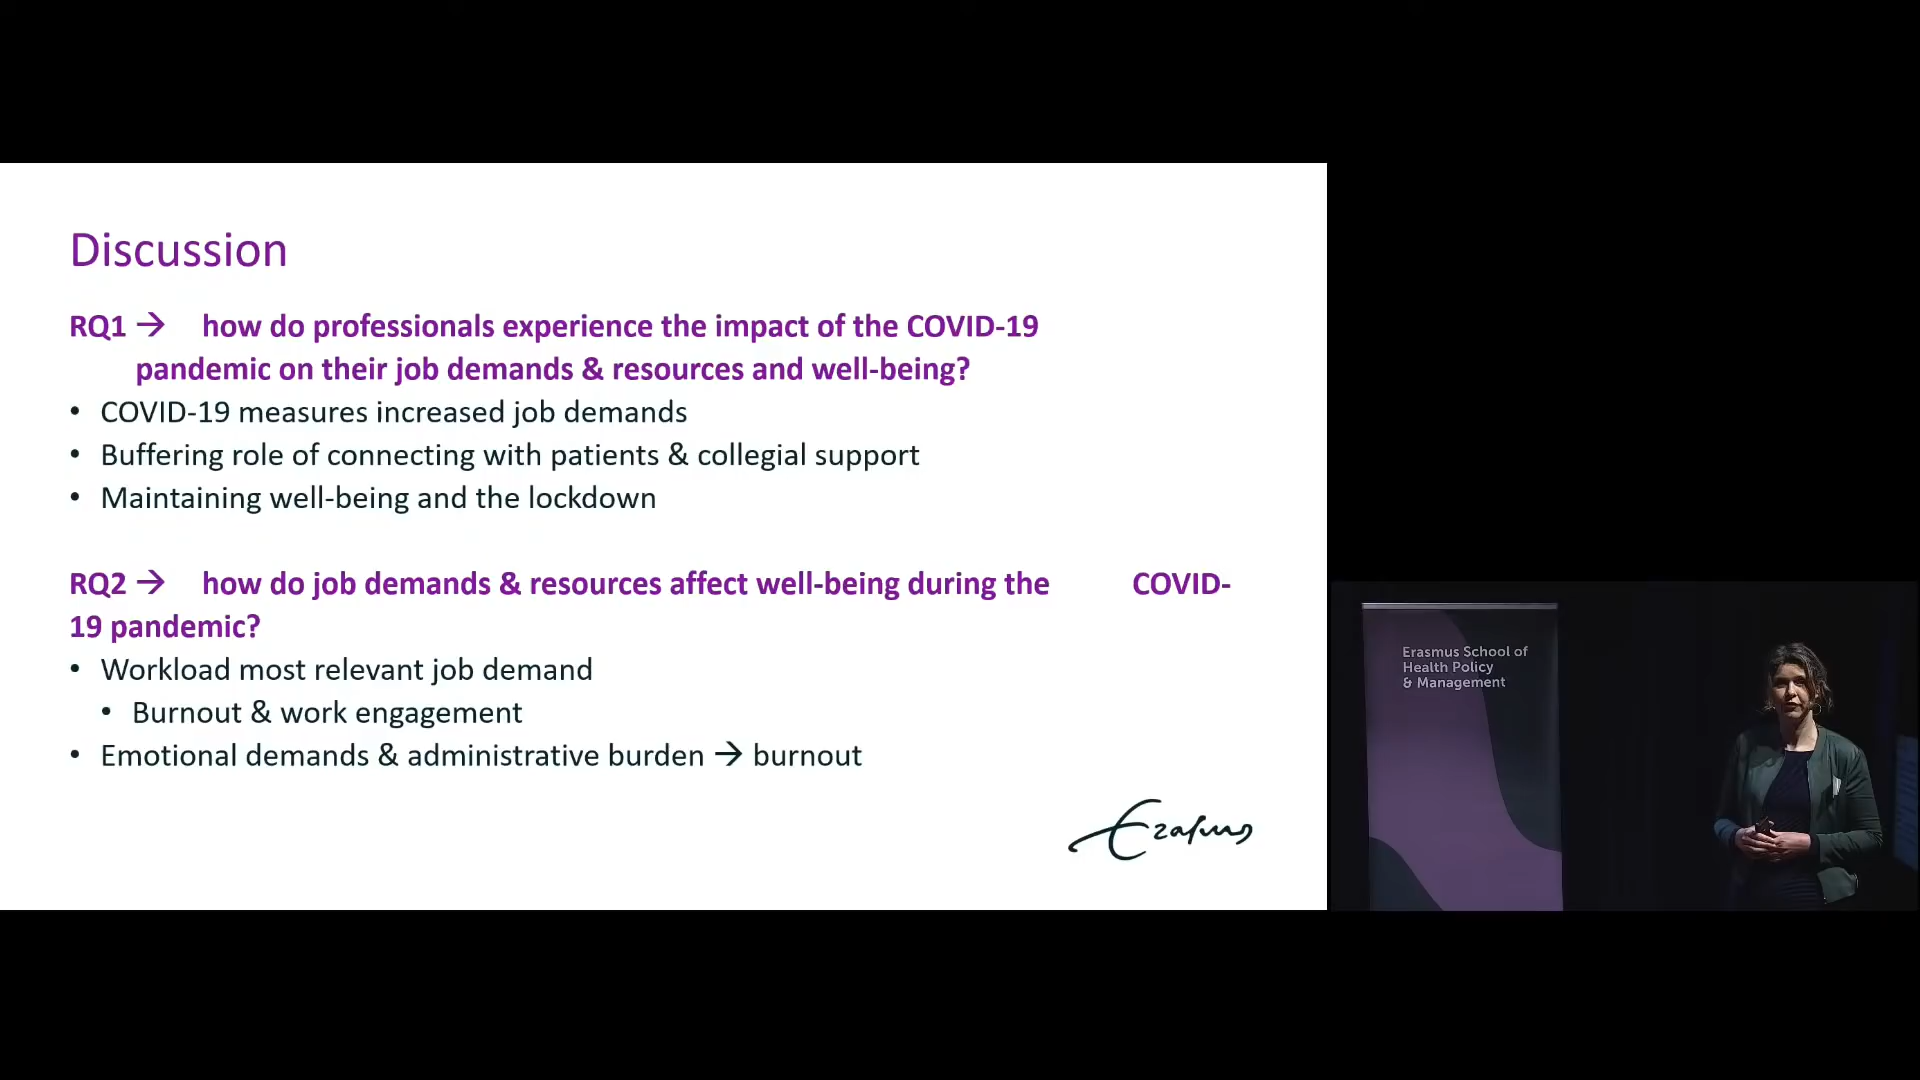 Discussion
RQ1 → how do professionals experience the impact of the COVID-19
pandemic on their job demands & resources and well-being?
• COVID-19 measures increased job demands
• Buffering role of connecting with patients & collegial support
• Maintaining well-being and the lockdown
RQ2 → how do job demands & resources affect well-being during the COVID-
19 pandemic?
• Workload most relevant job demand
• Burnout & work engagement
• Emotional demands & administrative burden → burnout
Erasmus
Erasmus School of
Health Policy
& Management